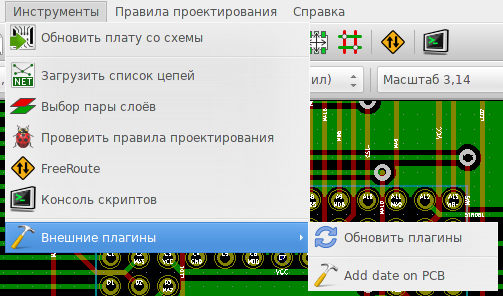 Инструменты Правила проектирования Справка
Обновить плату со схемы
NET Загрузить список цепей
ил) Масштаб 3,14
Выбор пары слоёв
Проверить правила проектирования
FreeRoute
Консоль скриптов
Внешние плагины
Обновить плагины
Add date on PCB
VCC
VCC